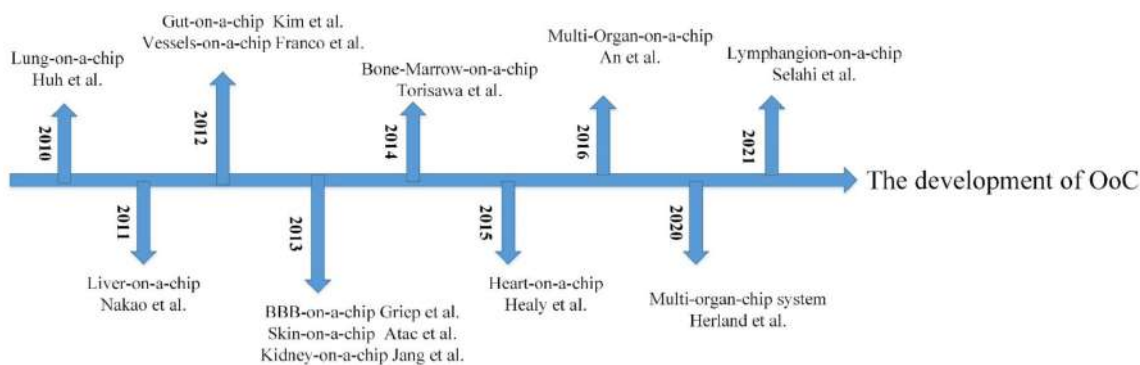 Lung-on-a-chip
Huh et al.
2010
Liver-on-a-chip
Nakao et al.
2011
Gut-on-a-chip Kim et al.
Vessels-on-a-chip Franco et al.
2012
2013
BBB-on-a-chip Griep et al.
Skin-on-a-chip Atac et al.
Kidney-on-a-chip Jang et al.
Bone-Marrow-on-a-chip
Torisawa et al.
2014
2015
Heart-on-a-chip
Healy et al.
Multi-Organ-on-a-chip
An et al.
2016
2020
Multi-organ-chip system
Herland et al.
Lymphangion-on-a-chip
Selahi et al.
2021
The development of OoC